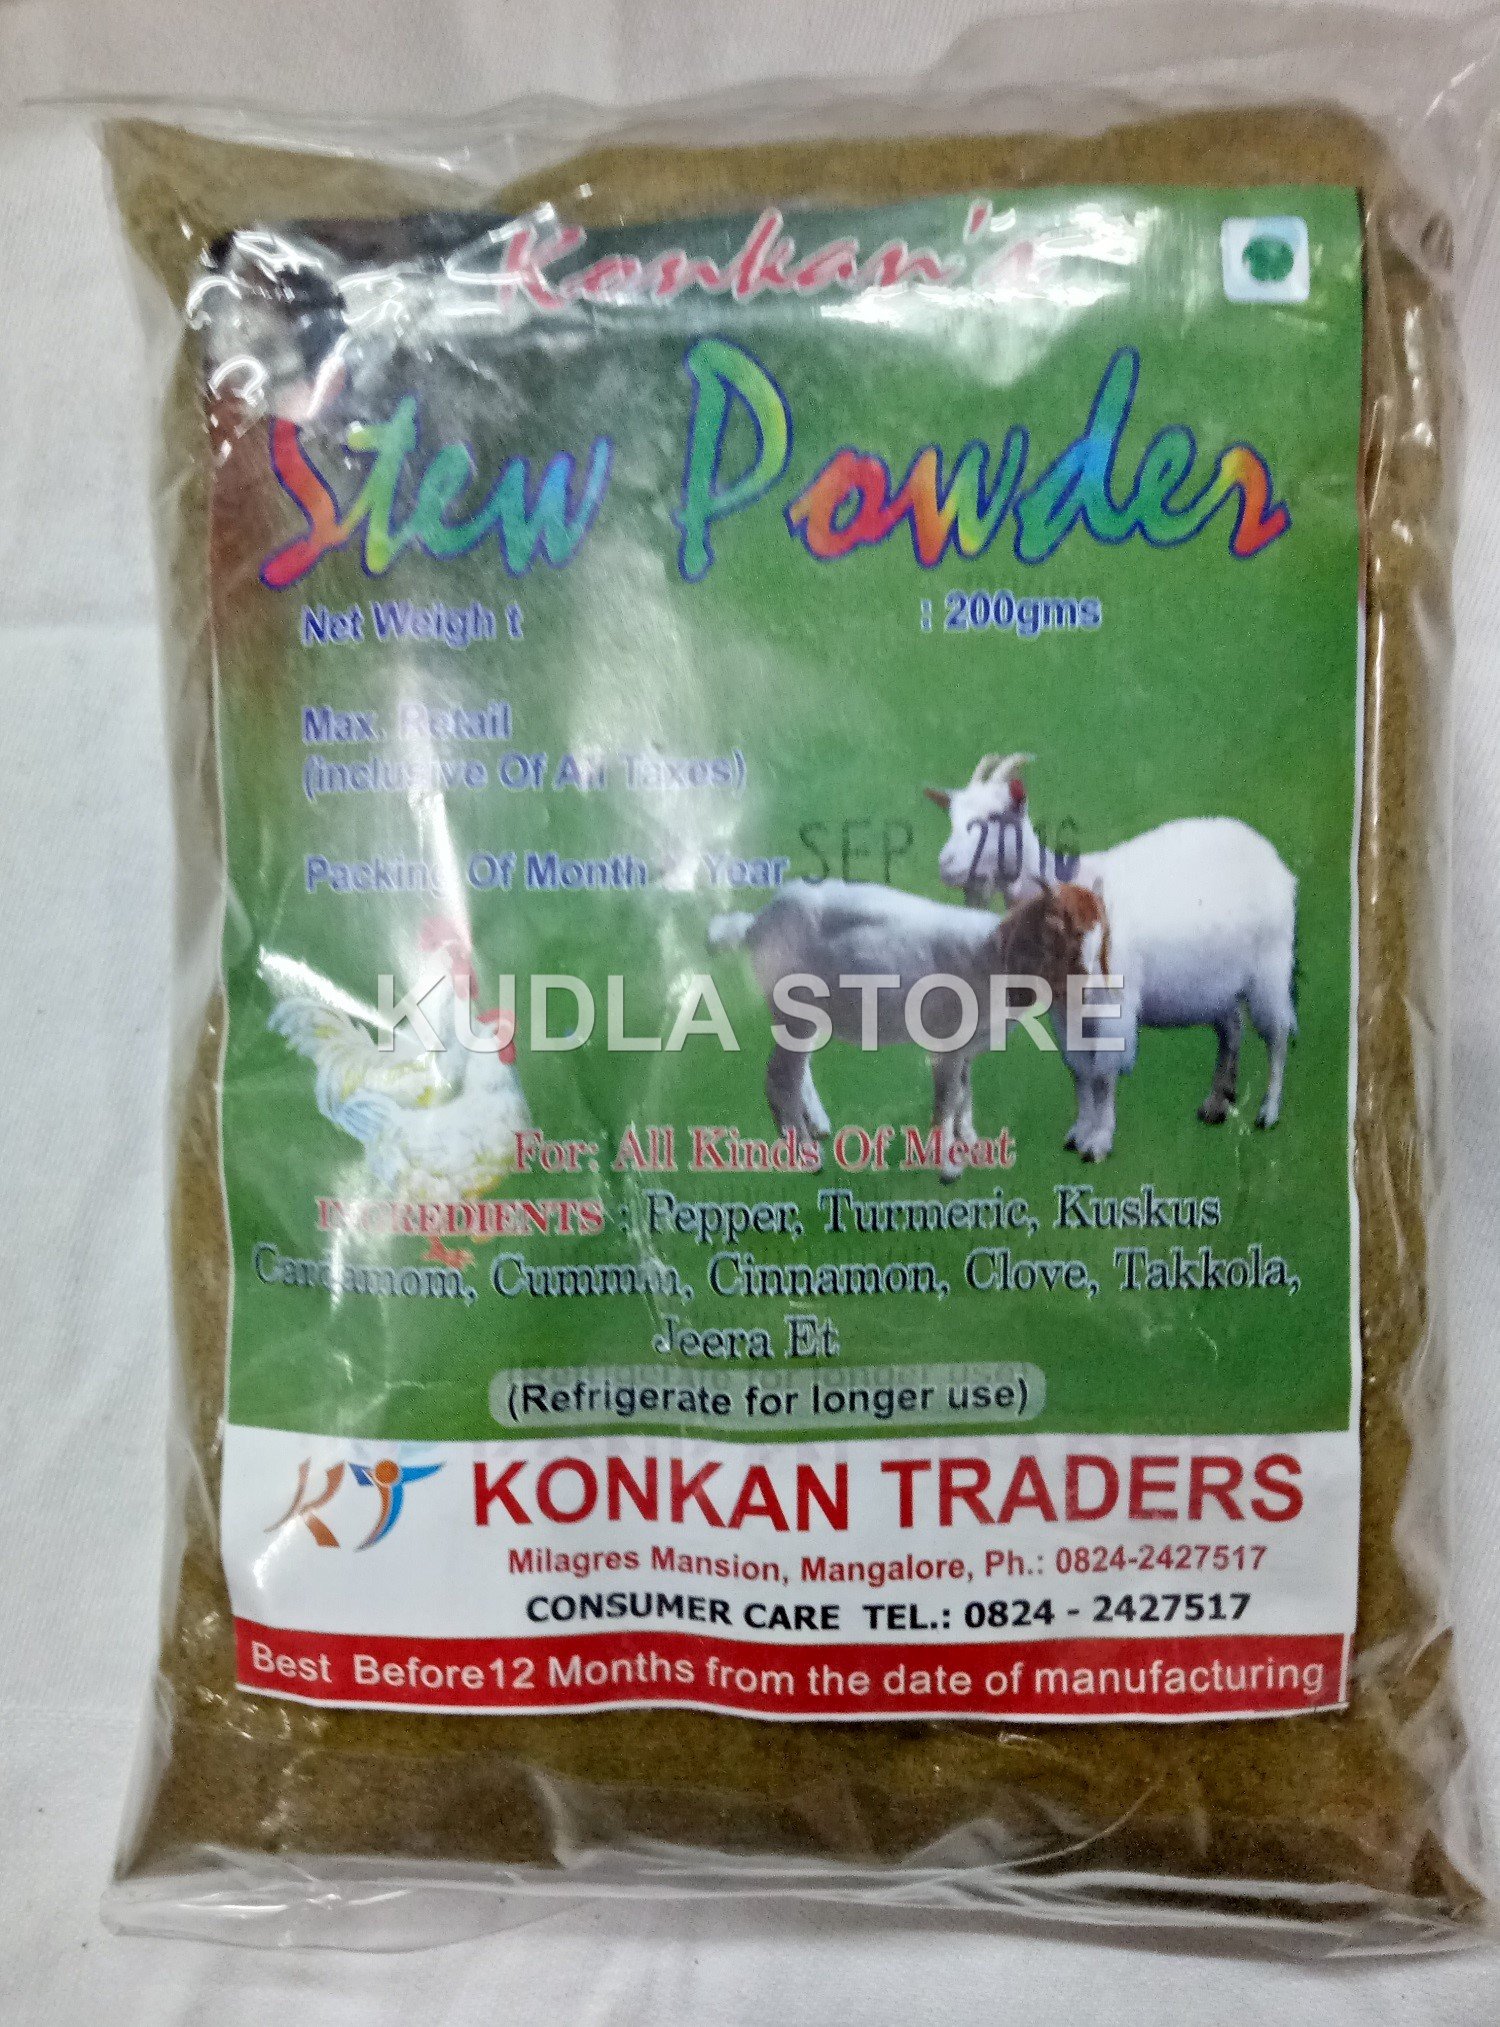 Konkan's
Stew Powder
Net Weigh t : 200gms
Max. Retail
(inclusive Of All Taxes)
Packing Of Month & Year SEP 2016
KUDLA STORE
For: All Kinds Of Meat
INGREDIENTS : Pepper, Turmeric, Kuskus
Cardamom, Cummin, Cinnamon, Clove, Takkola,
Jeera Et
(Refrigerate for longer use)
KT KONKAN TRADERS
Milagres Mansion, Mangalore, Ph.: 0824-2427517
CONSUMER CARE TEL.: 0824 - 2427517
Best Before12 Months from the date of manufacturing